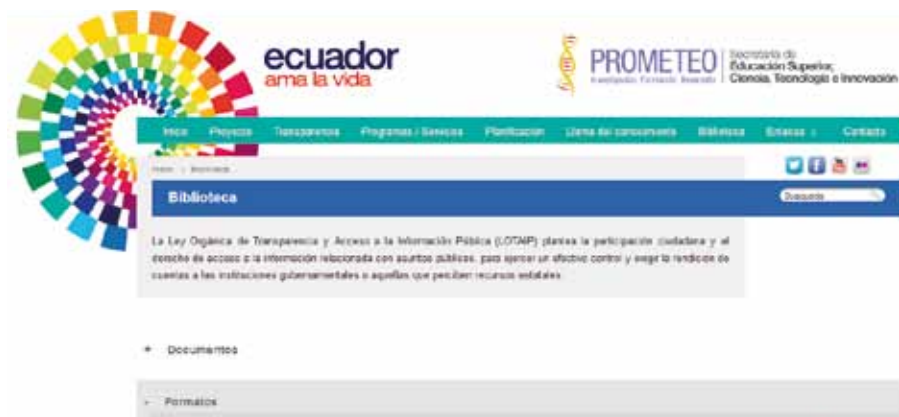 ecuador
ama la vida
PROMETEO
Secretaría de
Educación Superior,
Ciencia, Tecnología e Innovación
Inicio Proyecto Transparencia Programas / Servicios Planificación Llama del conocimiento Biblioteca Enlaces Contacto
Inicio Biblioteca
Biblioteca
Búsqueda
La Ley Orgánica de Transparencia y Acceso a la Información Pública (LOTAIP) plantea la participación ciudadana y el
derecho de acceso a la información relacionada con asuntos públicos, para ejercer un efectivo control y exigir la rendición de
cuentas a las instituciones gubernamentales o aquellas que perciben recursos estatales.
+ Documentos
- Formatos